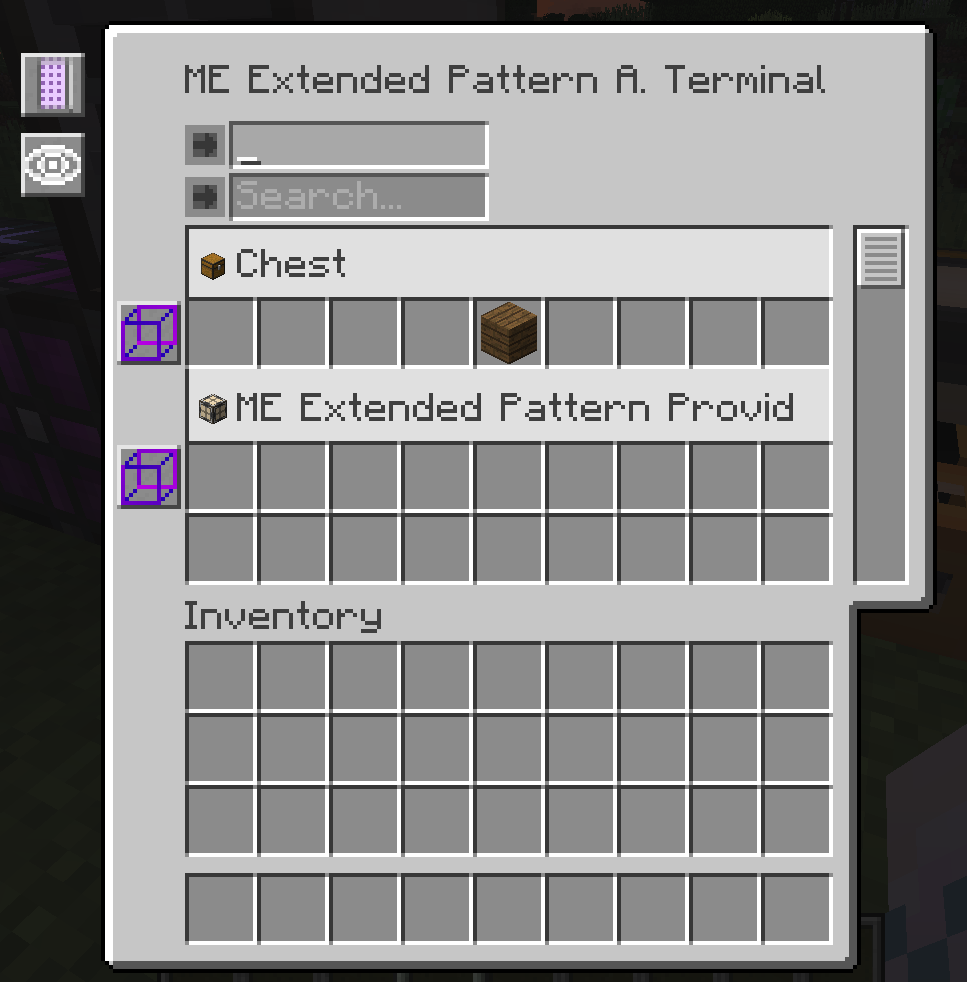 ME Extended Pattern A. Terminal
_
Search...
Chest
ME Extended Pattern Provid
Inventory